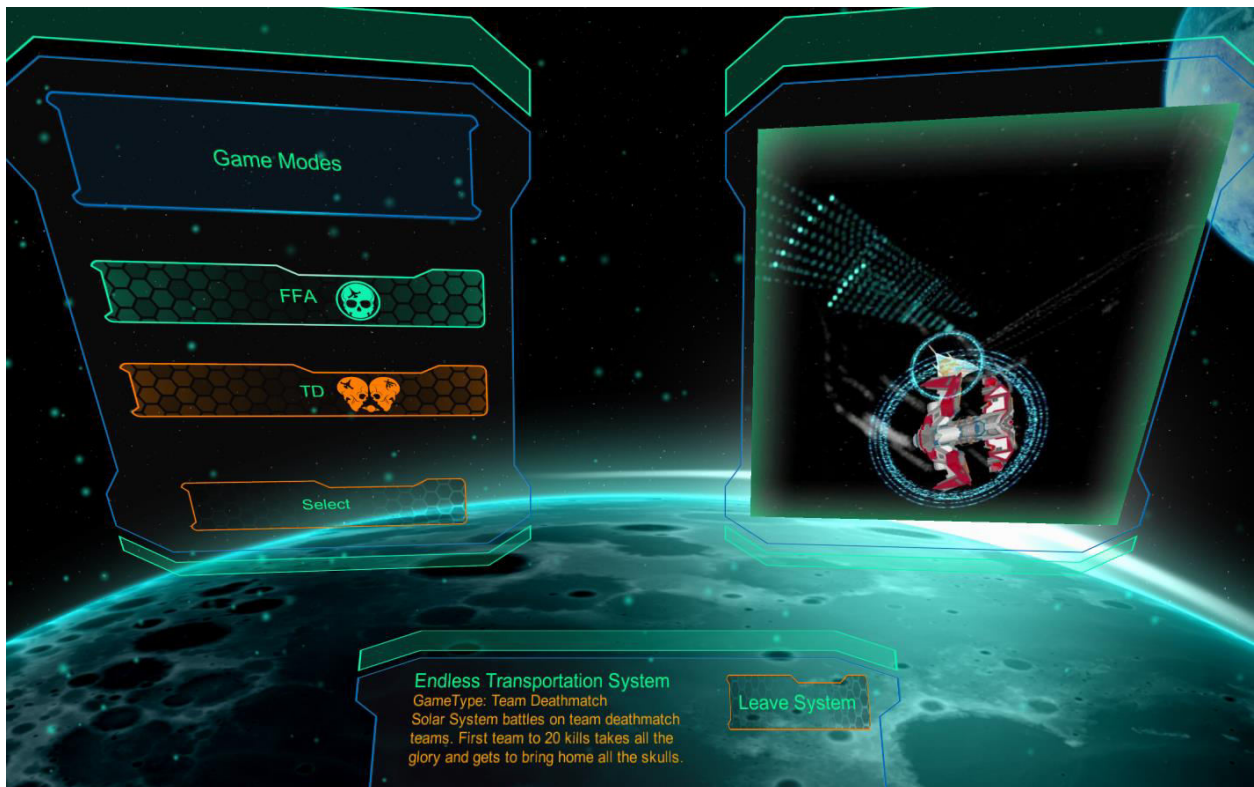 Game Modes
FFA
TD
Select
Endless Transportation System
GameType: Team Deathmatch
Solar System battles on team deathmatch
teams. First team to 20 kills takes all the
glory and gets to bring home all the skulls.
Leave System